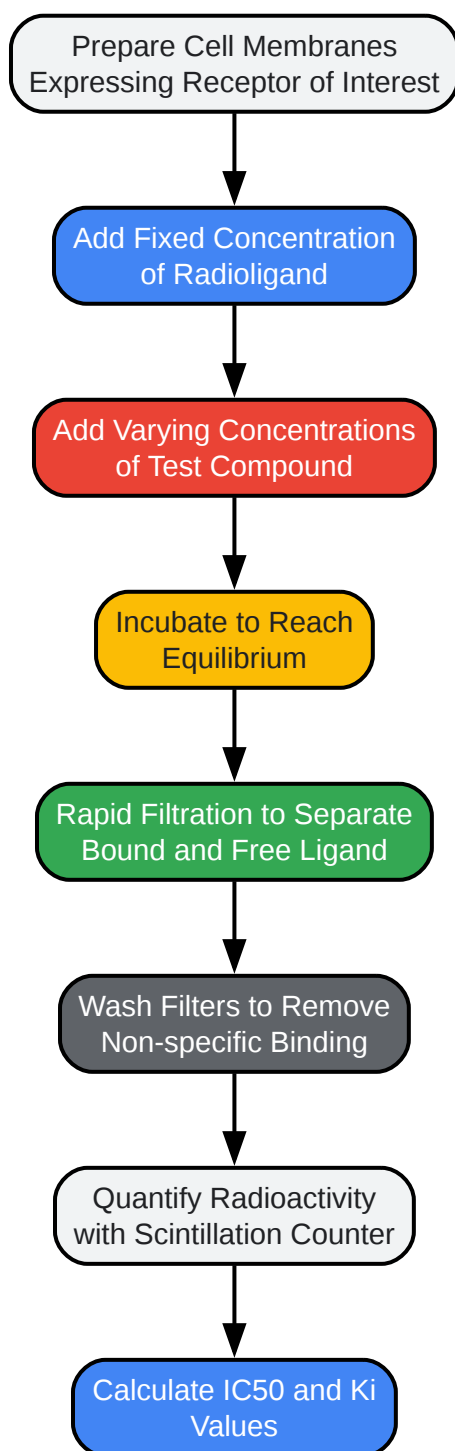 Prepare Cell Membranes
Expressing Receptor of Interest
Add Fixed Concentration
of Radioligand
Add Varying Concentrations
of Test Compound
Incubate to Reach
Equilibrium
Rapid Filtration to Separate
Bound and Free Ligand
Wash Filters to Remove
Non-specific Binding
Quantify Radioactivity
with Scintillation Counter
Calculate IC50 and Ki
Values